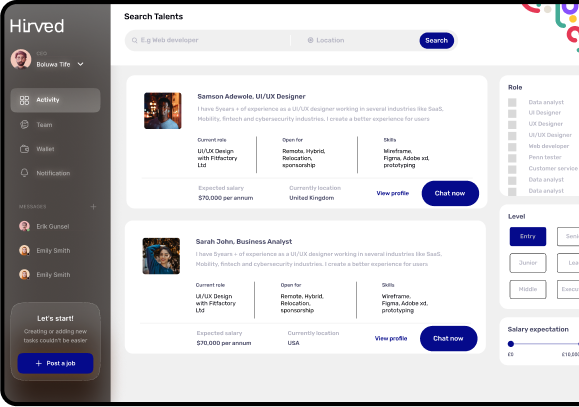 Hirved
CEO
Boluwa Tife
Activity
Team
Wallet
Notification
MESSAGES +
Erik Gunsel
Emily Smith
Emily Smith
Let's start!
Creating or adding new
tasks couldn't be easier
+ Post a job
Search Talents
E.g Web developer
Location
Search
Samson Adewole, UI/UX Designer
I have 5years + of experience as a UI/UX designer working in several industries like SaaS,
Mobility, fintech and cybersecurity industries, I create a better experience for users
Current role
UI/UX Design
with Fitfactory
Ltd
Open for
Remote, Hybrid,
Relocation,
sponsorship
Skills
Wireframe,
Figma, Adobe xd,
prototyping
Expected salary
$70.000 per annum
Currently location
United Kingdom
View profile
Chat now
Sarah John, Business Analyst
I have 5years + of experience as a UI/UX designer working in several industries like SaaS,
Mobility, fintech and cybersecurity industries, I create a better experience for users
Current role
UI/UX Design
with Fitfactory
Ltd
Open for
Remote, Hybrid,
Relocation,
sponsorship
Skills
Wireframe,
Figma, Adobe xd,
prototyping
Expected salary
$70.000 per annum
Currently location
USA
View profile
Chat now
Role
Data analyst
UI Designer
UX Designer
UI/UX Designer
Web developer
Penn tester
Customer service
Data analyst
Data analyst
Level
Entry
Seni
Junior
Lea
Middle
Execu
Salary expectation
£0
£10,000